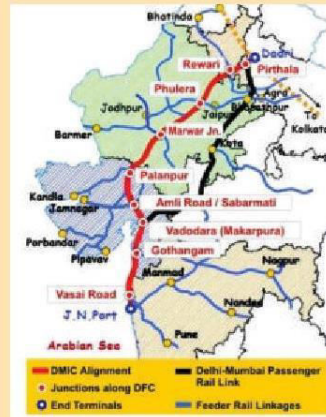 Bhatinda
Dadri
Rewari
Pirthala
Phulera
Agra
Jodhpur
Jaipur
To
Kolkata
Marwar Jn.
Barmer
Kota
Palanpur
Kandla
Amli Road / Sabarmati
Jamnagar
Vadodara (Makarpura)
Porbandar
Pipavav
Gothangam
Nagpur
Manmad
Vasai Road
Nanded
J.N.Port
Pune
Arabian Sea
DMIC Alignment
Delhi-Mumbai Passenger
Rail Link
Junctions along DFC
End Terminals
Feeder Rail Linkages